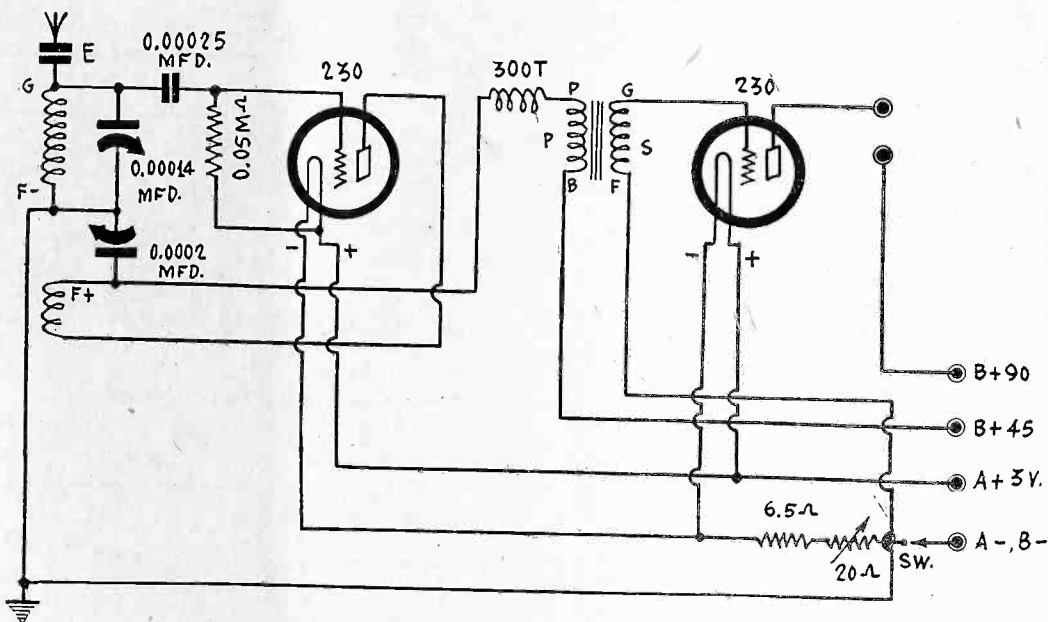 E
0.00025
MFD.
230
300T
230
G
P
G
P
S
0.05MΩ
0.00014
MFD.
F-
B
F
0.0002
MFD.
-
+
-
+
F+
B+90
B+45
A+3V.
6.5Ω
20Ω
SW.
A-, B-